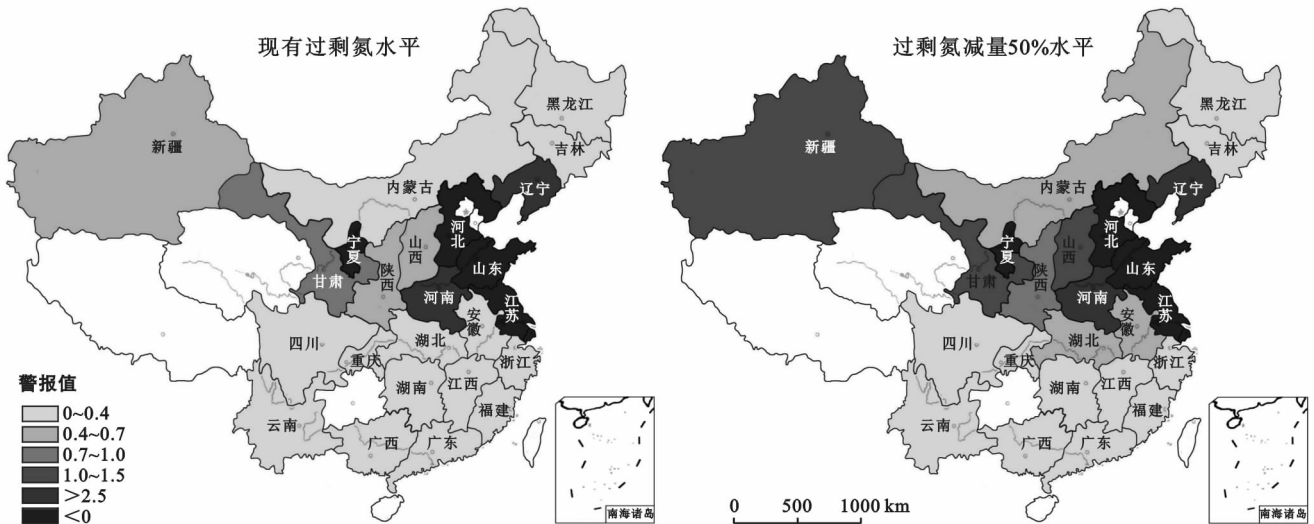 现有过剩氮水平
黑龙江
吉林
新疆
辽宁
内蒙古
河北
宁夏
山西
山东
陕西
甘肃
河南
江苏
安徽
四川
湖北
重庆
浙江
湖南
江西
福建
云南
广西
广东
警报值
0~0.4
0.4~0.7
0.7~1.0
1.0~1.5
>2.5
<0
南海诸岛
过剩氮减量50%水平
黑龙江
吉林
新疆
辽宁
内蒙古
河北
宁夏
山西
山东
陕西
甘肃
河南
江苏
安徽
四川
湖北
重庆
浙江
湖南
江西
福建
云南
广西
广东
0 500 1000 km
南海诸岛